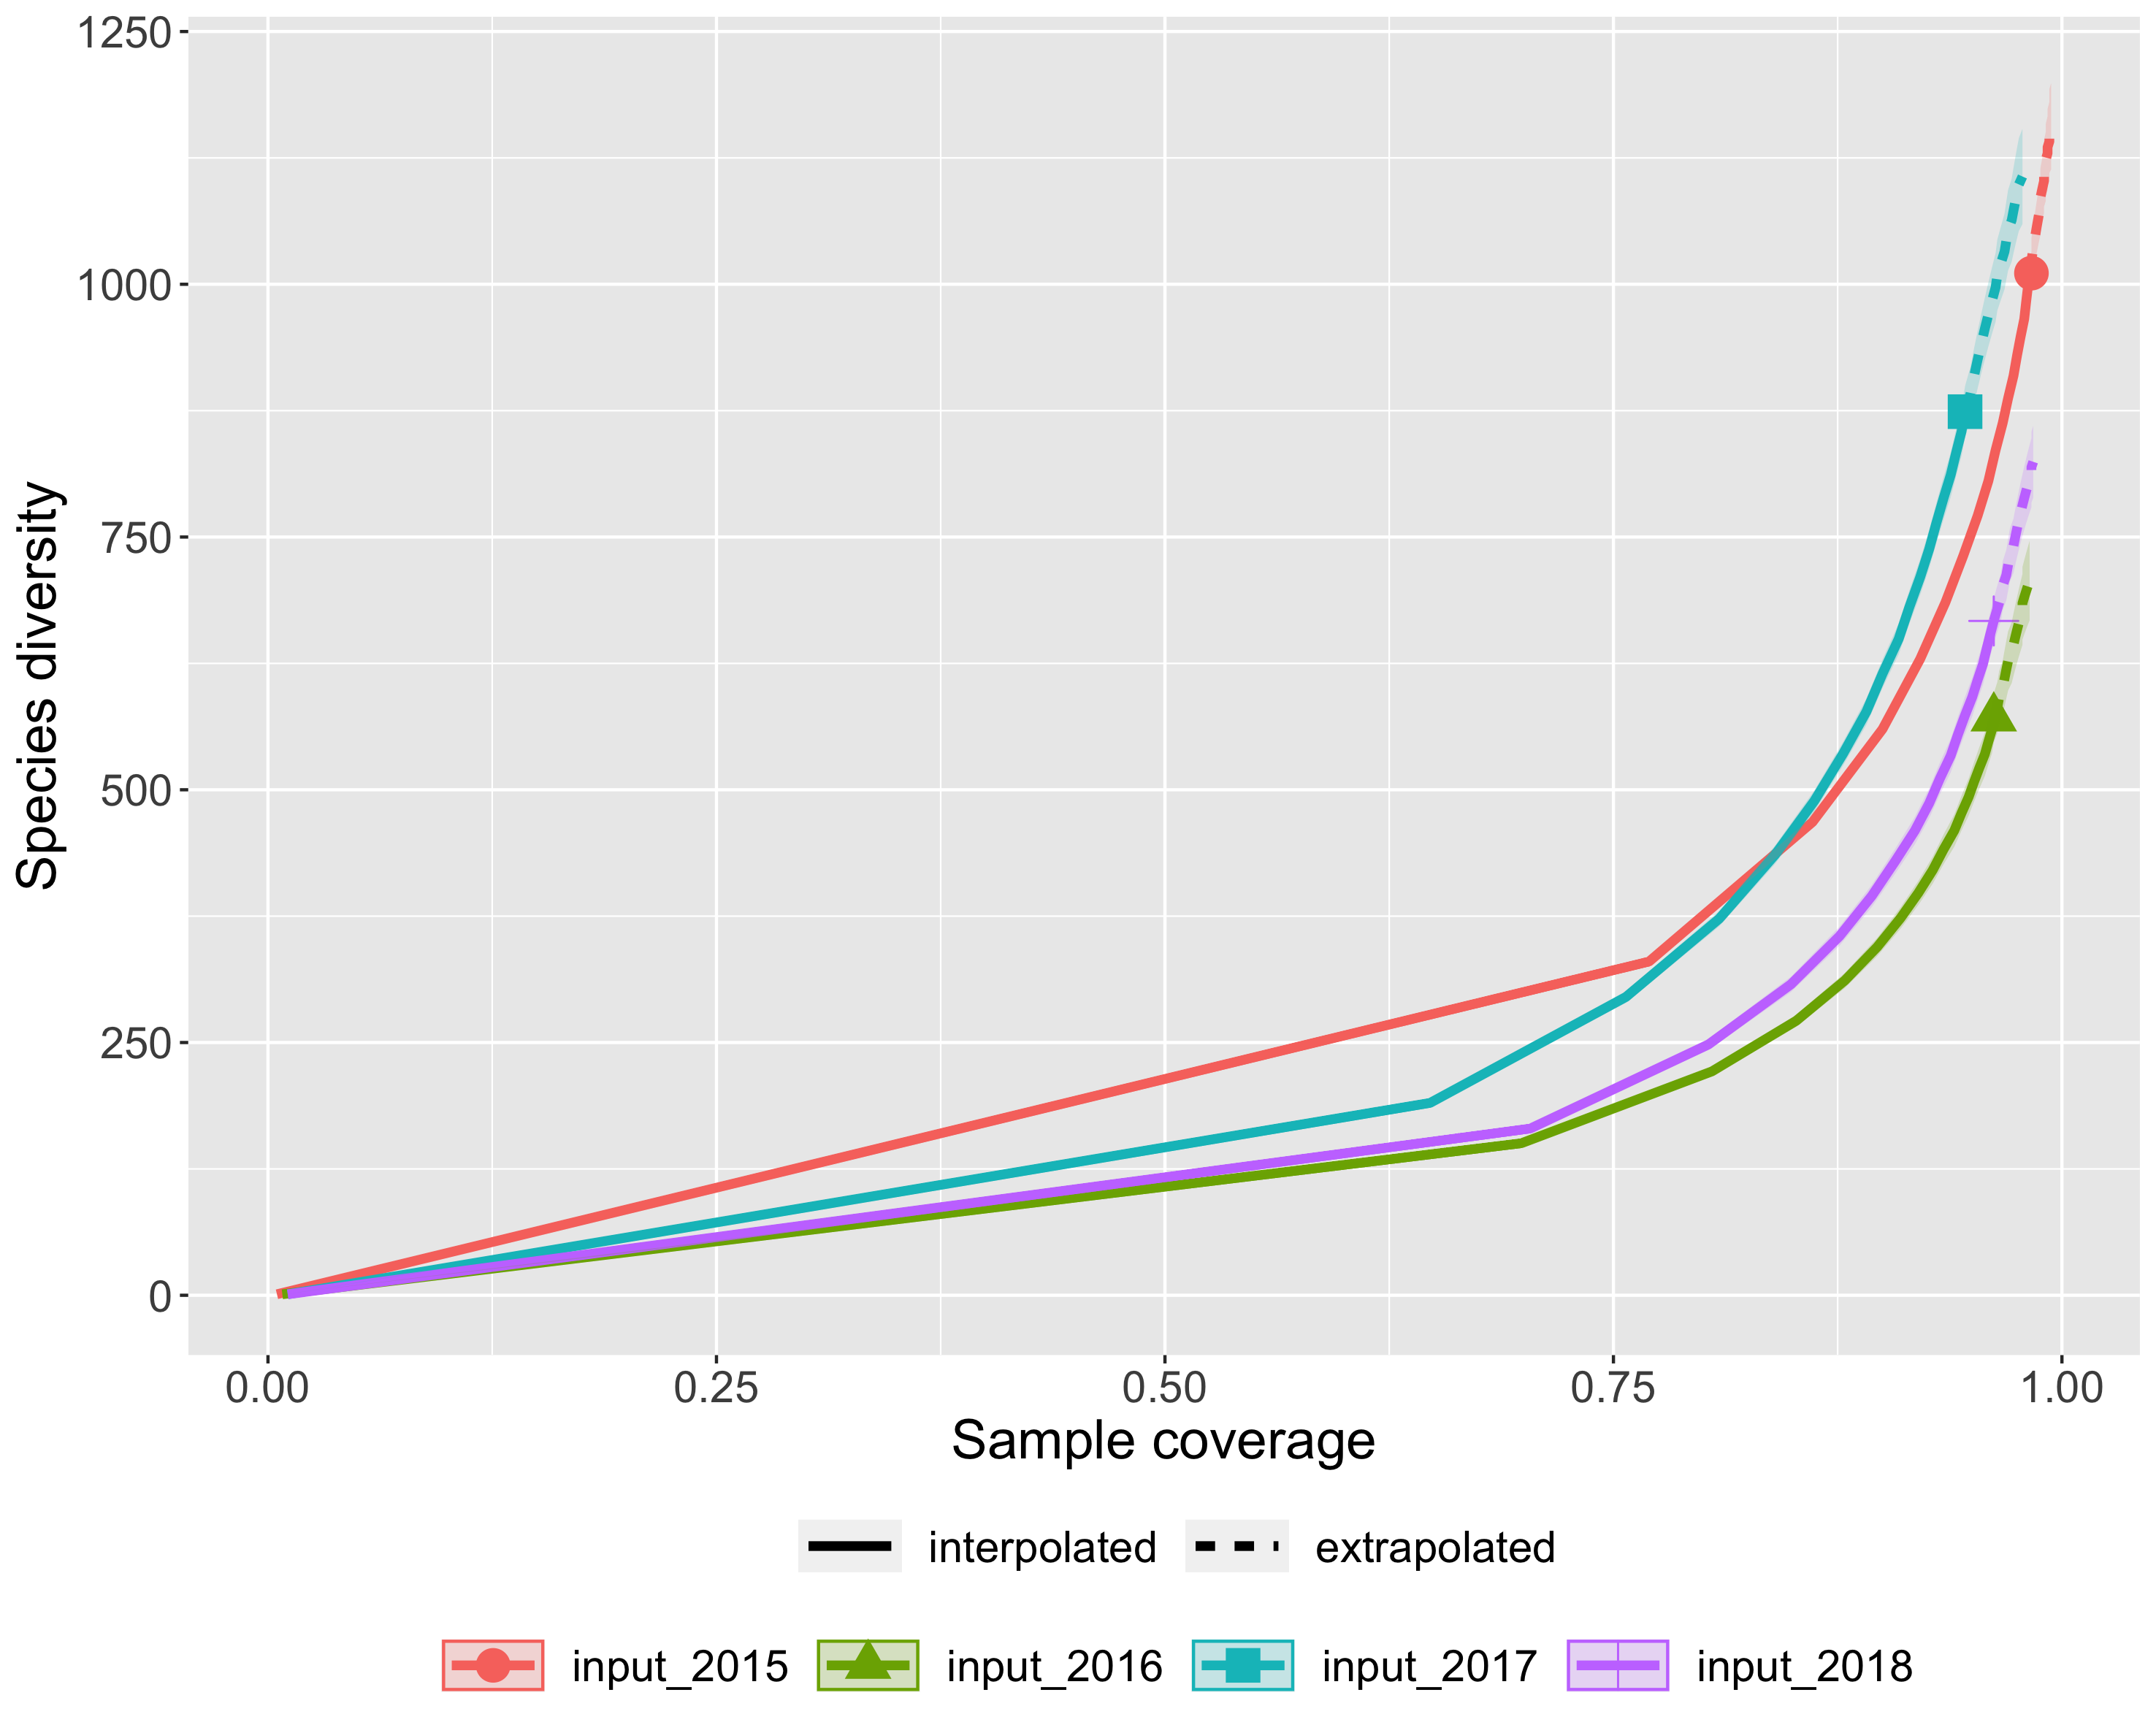 1250
1000
750
500
250
0
Species diversity
0.00 0.25 0.50 0.75 1.00
Sample coverage
interpolated extrapolated
input_2015 input_2016 input_2017 input_2018